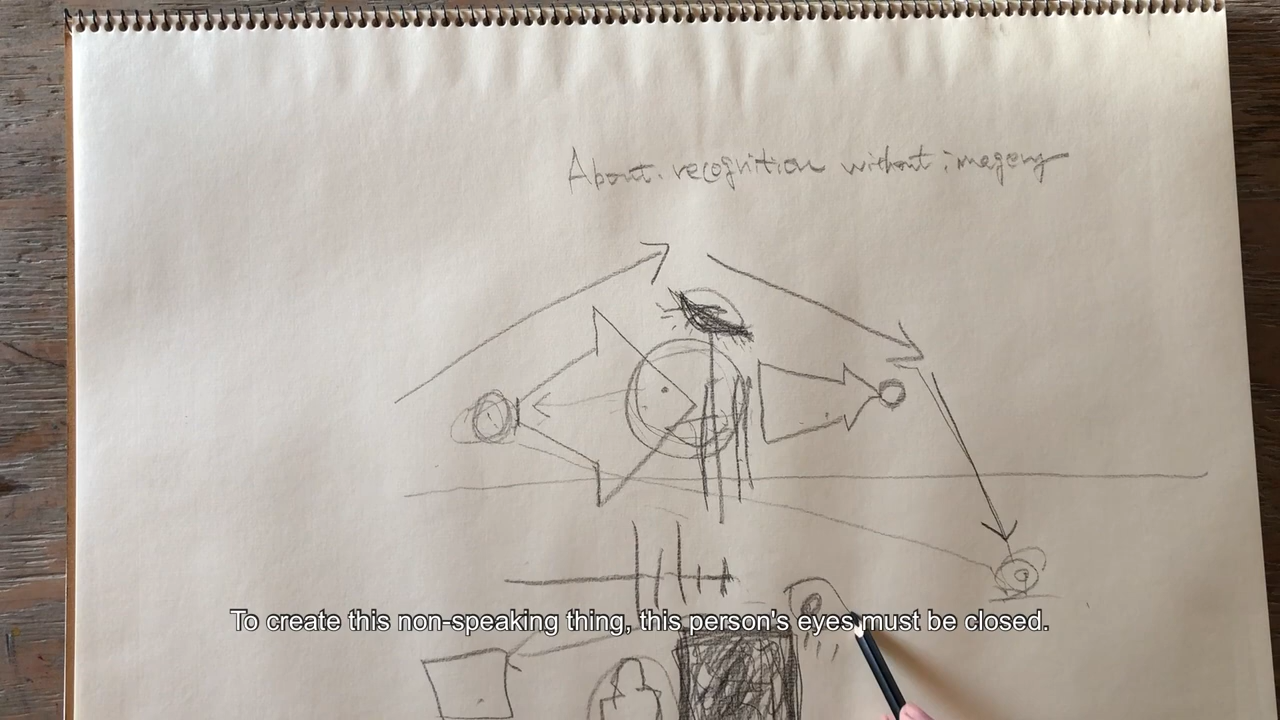 About recognition without imagery
To create this non-speaking thing, this person's eyes must be closed.